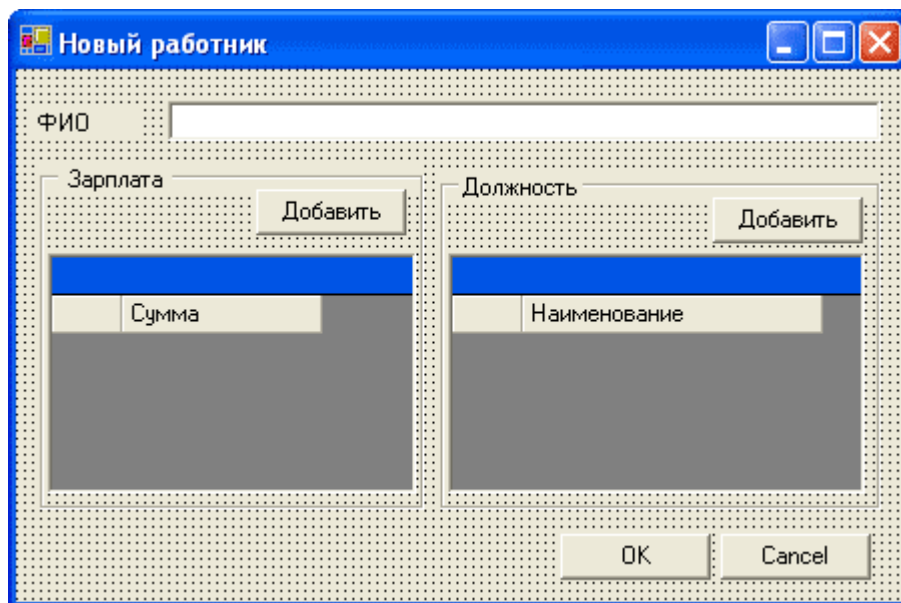 Новый работник
ФИО
Зарплата
Добавить
Сумма
Должность
Добавить
Наименование
OK
Cancel